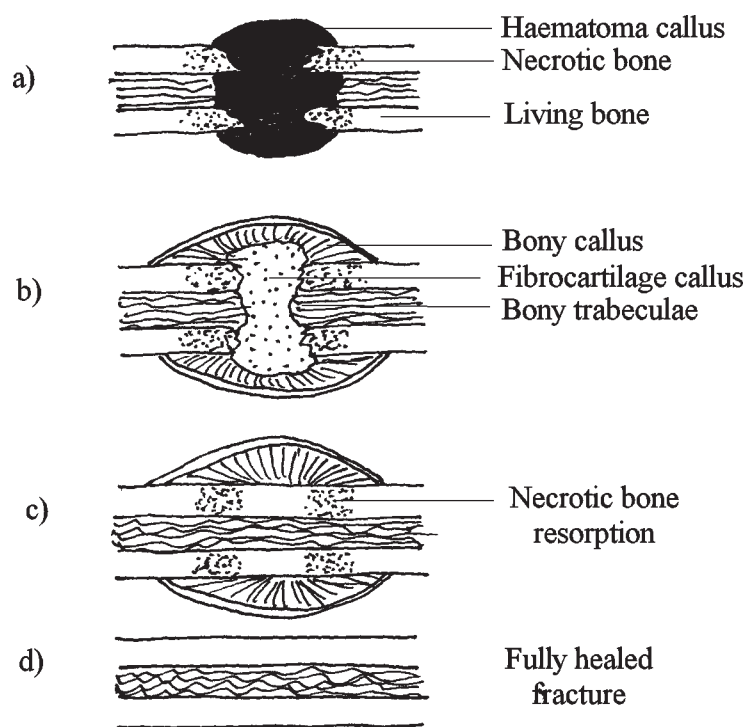 a)
Haematoma callus
Necrotic bone
Living bone
b)
Bony callus
Fibrocartilage callus
Bony trabeculae
c)
Necrotic bone
resorption
d)
Fully healed
fracture